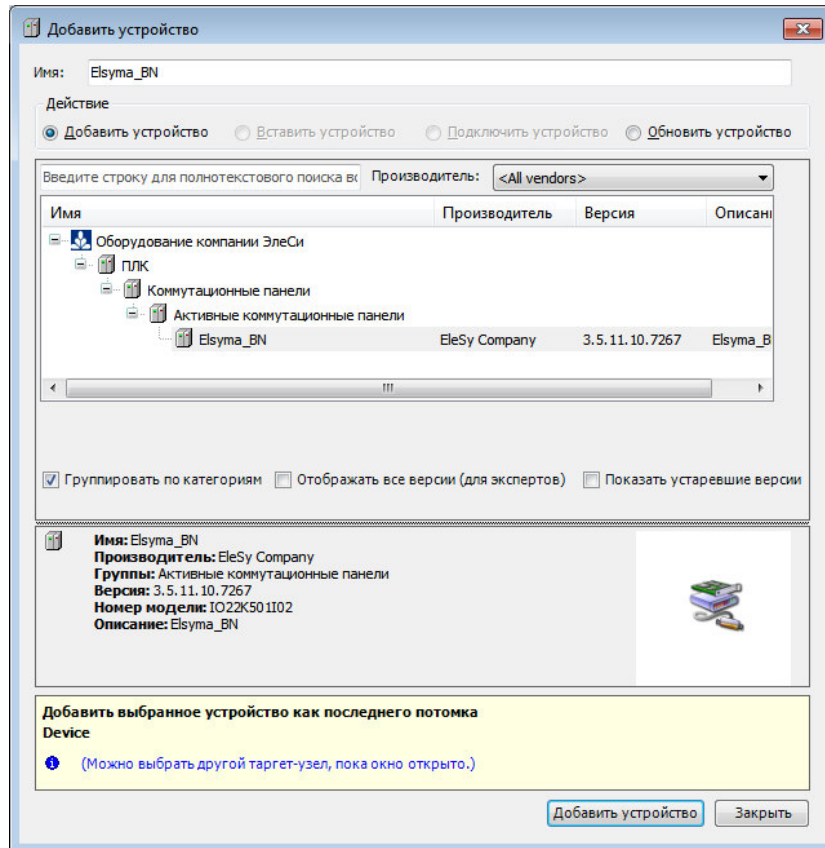 Добавить устройство
Имя: Elsyma_BN
Действие
Добавить устройство Вставить устройство Подключить устройство Обновить устройство
Введите строку для полнотекстового поиска во Производитель: <All vendors>
Имя Производитель Версия Описани
Оборудование компании ЭлеСи
ПЛК
Коммутационные панели
Активные коммутационные панели
Elsyma_BN EleSy Company 3.5.11.10.7267 Elsyma_B
Группировать по категориям Отображать все версии (для экспертов) Показать устаревшие версии
Имя: Elsyma_BN
Производитель: EleSy Company
Группы: Активные коммутационные панели
Версия: 3.5.11.10.7267
Номер модели: IO22K501I02
Описание: Elsyma_BN
Добавить выбранное устройство как последнего потомка
Device
(Можно выбрать другой таргет-узел, пока окно открыто.)
Добавить устройство Закрыть